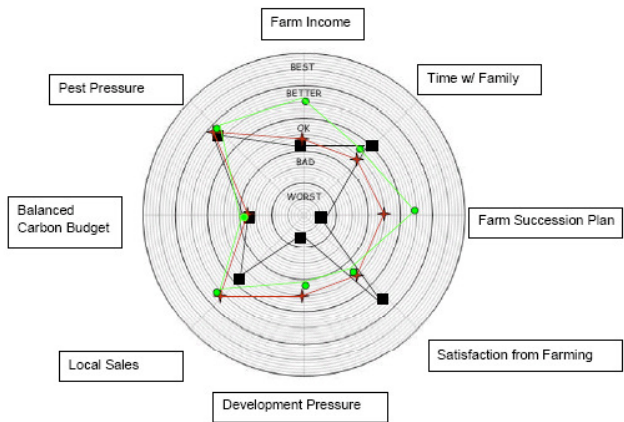 Farm Income
BEST
Time w/ Family
Pest Pressure
BETTER
OK
BAD
WORST
Balanced
Carbon Budget
Farm Succession Plan
Local Sales
Satisfaction from Farming
Development Pressure